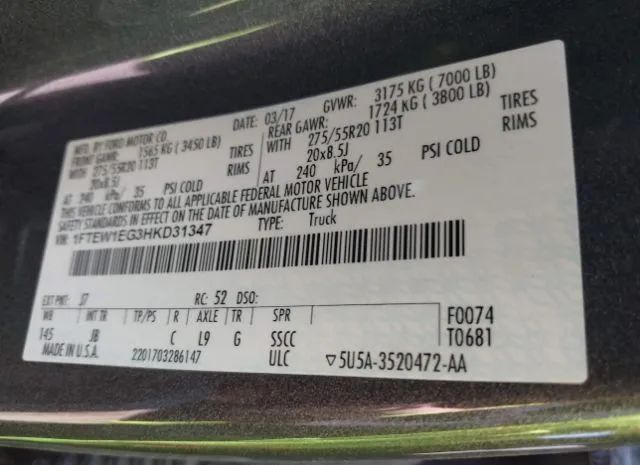 MFD. BY FORD MOTOR CO. DATE: 03/17 GVWR: 3175 KG ( 7000 LB)
FRONT GAWR: 1565 KG ( 3450 LB) REAR GAWR: 1724 KG ( 3800 LB)
WITH 275/55R20 113T TIRES WITH 275/55R20 113T TIRES
20x8.5J RIMS 20x8.5J RIMS
AT 240 kPa/ 35 PSI COLD AT 240 kPa/ 35 PSI COLD
THIS VEHICLE CONFORMS TO ALL APPLICABLE FEDERAL MOTOR VEHICLE
SAFETY STANDARDS IN EFFECT ON THE DATE OF MANUFACTURE SHOWN ABOVE.
VIN: 1FTEW1EG3HKD31347 TYPE: Truck
EXT PNT: J7 RC: 52 DSO:
WB INT TR TP/PS R AXLE TR SPR
145 JB C L9 G SSCC F0074
MADE IN U.S.A. 2201703286147 ULC T0681
▽5U5A-3520472-AA